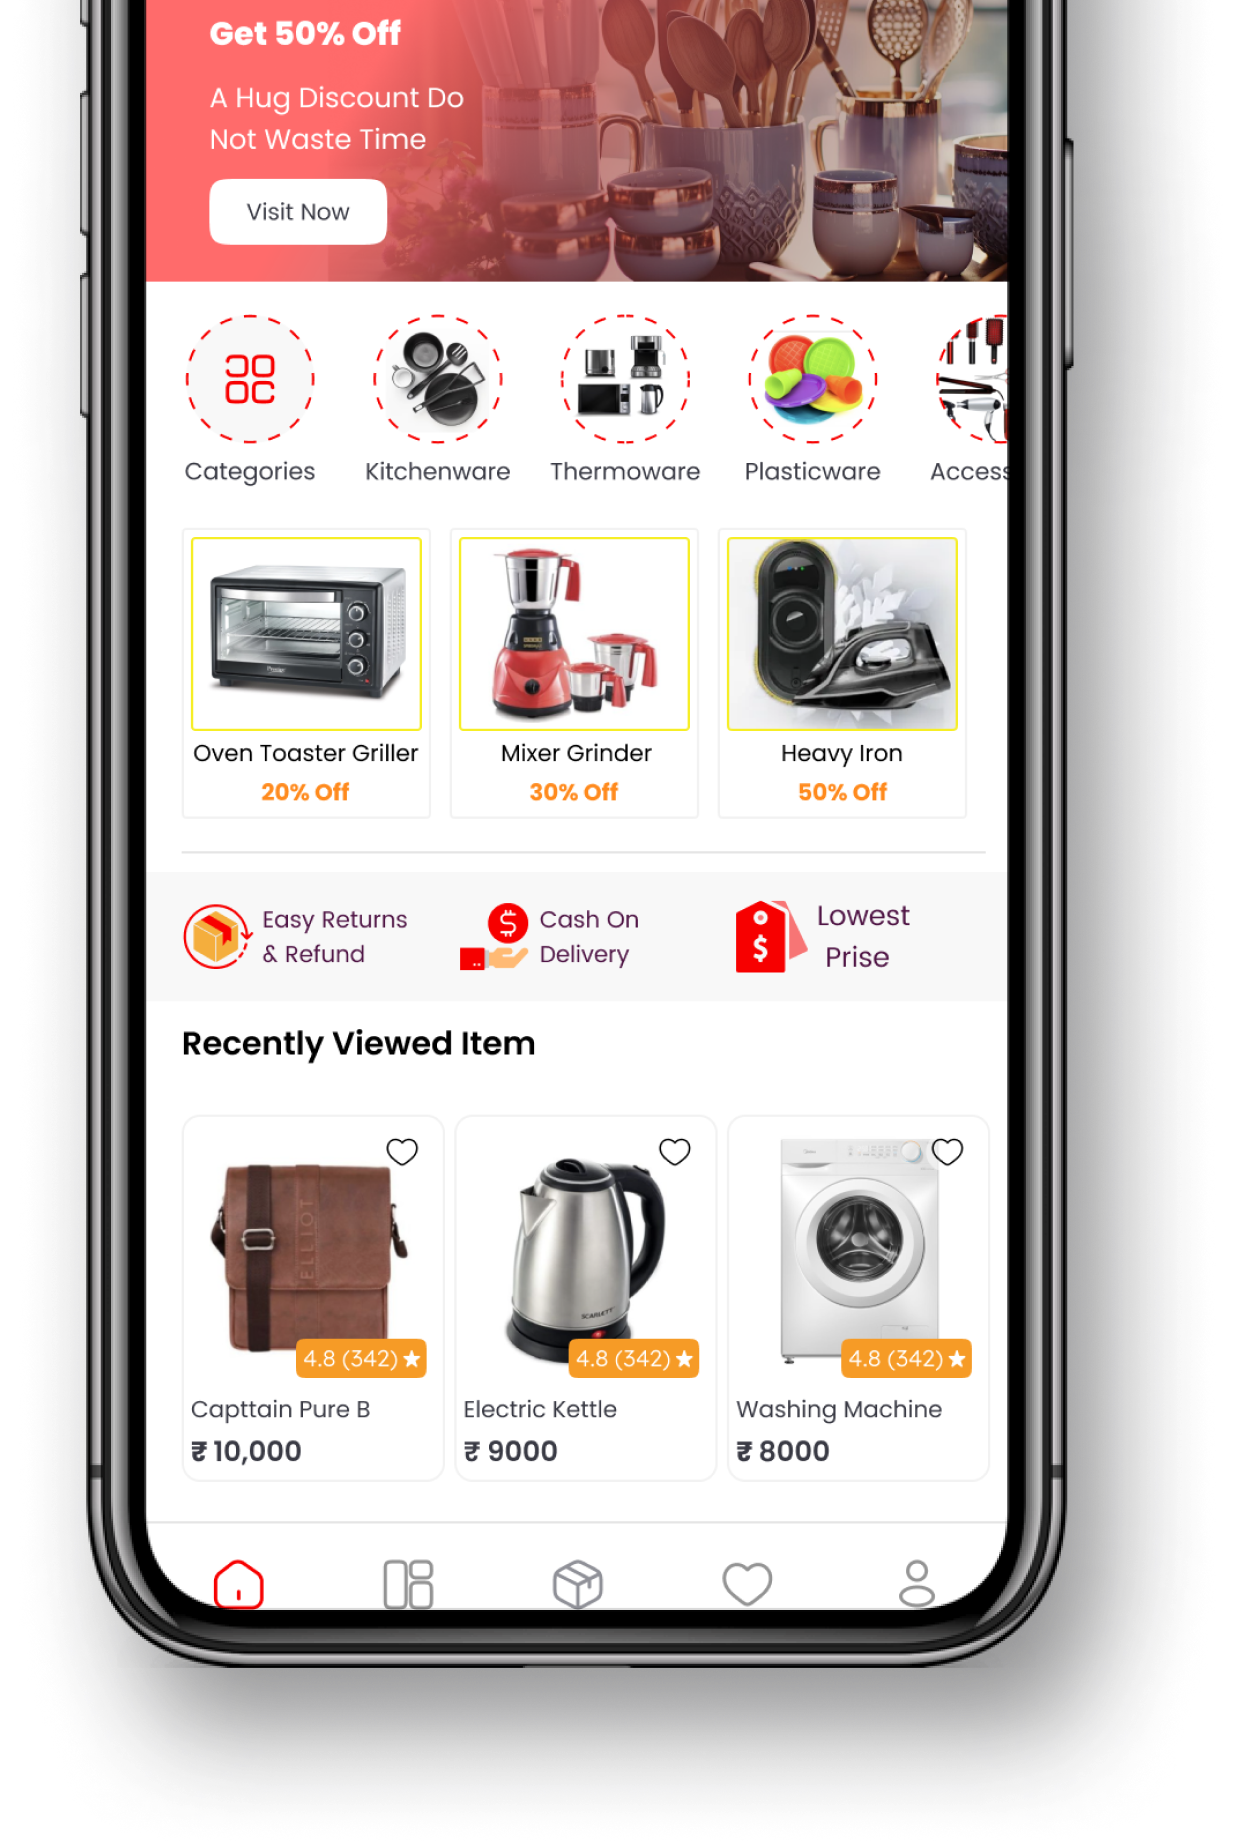 Get 50% Off
A Hug Discount Do
Not Waste Time
Visit Now
Categories
Kitchenware
Thermoware
Plasticware
Access
Oven Toaster Griller
Mixer Grinder
Heavy Iron
20% Off
30% Off
50% Off
Easy Returns
& Refund
Cash On
Delivery
Lowest
Prise
Recently Viewed Item
ELLIOT
SCARLETT
4.8 (342)
4.8 (342)
4.8 (342)
Capttain Pure B
Electric Kettle
Washing Machine
₹ 10,000
₹ 9000
₹ 8000